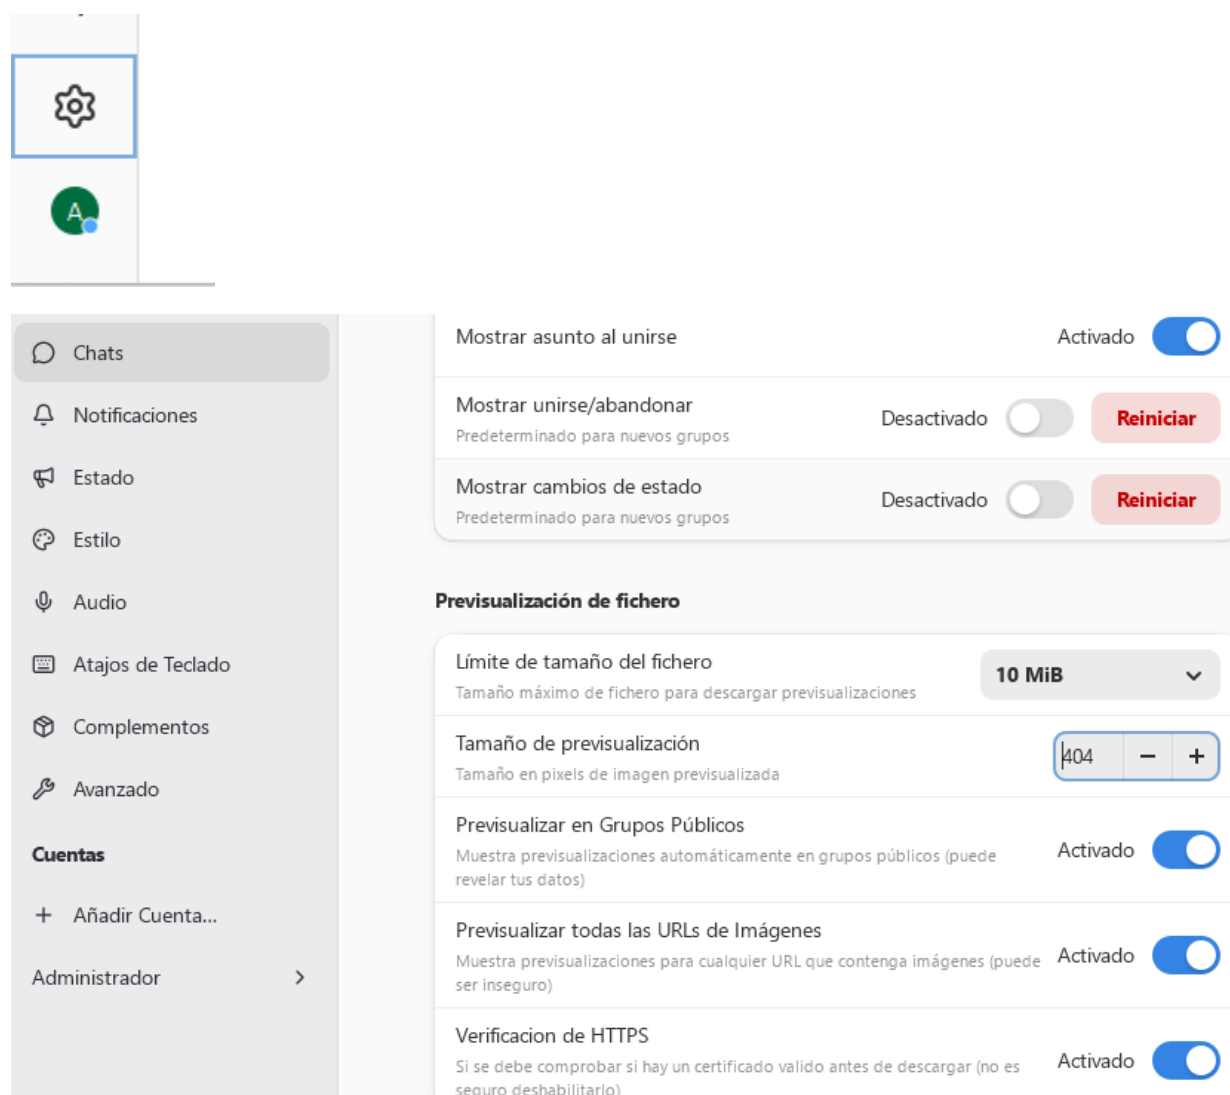 A
Chats
Notificaciones
Estado
Estilo
Audio
Atajos de Teclado
Complementos
Avanzado
Cuentas
Añadir Cuenta...
Administrador
Mostrar asunto al unirse
Activado
Mostrar unirse/abandonar
Predeterminado para nuevos grupos
Desactivado
Reiniciar
Mostrar cambios de estado
Predeterminado para nuevos grupos
Desactivado
Reiniciar
Previsualización de fichero
Límite de tamaño del fichero
Tamaño máximo de fichero para descargar previsualizaciones
10 MiB
Tamaño de previsualización
Tamaño en pixels de imagen previsualizada
404
Previsualizar en Grupos Públicos
Muestra previsualizaciones automáticamente en grupos públicos (puede
revelar tus datos)
Activado
Previsualizar todas las URLs de Imágenes
Muestra previsualizaciones para cualquier URL que contenga imágenes (puede
ser inseguro)
Activado
Verificacion de HTTPS
Si se debe comprobar si hay un certificado valido antes de descargar (no es
seguro deshabilitarlo)
Activado